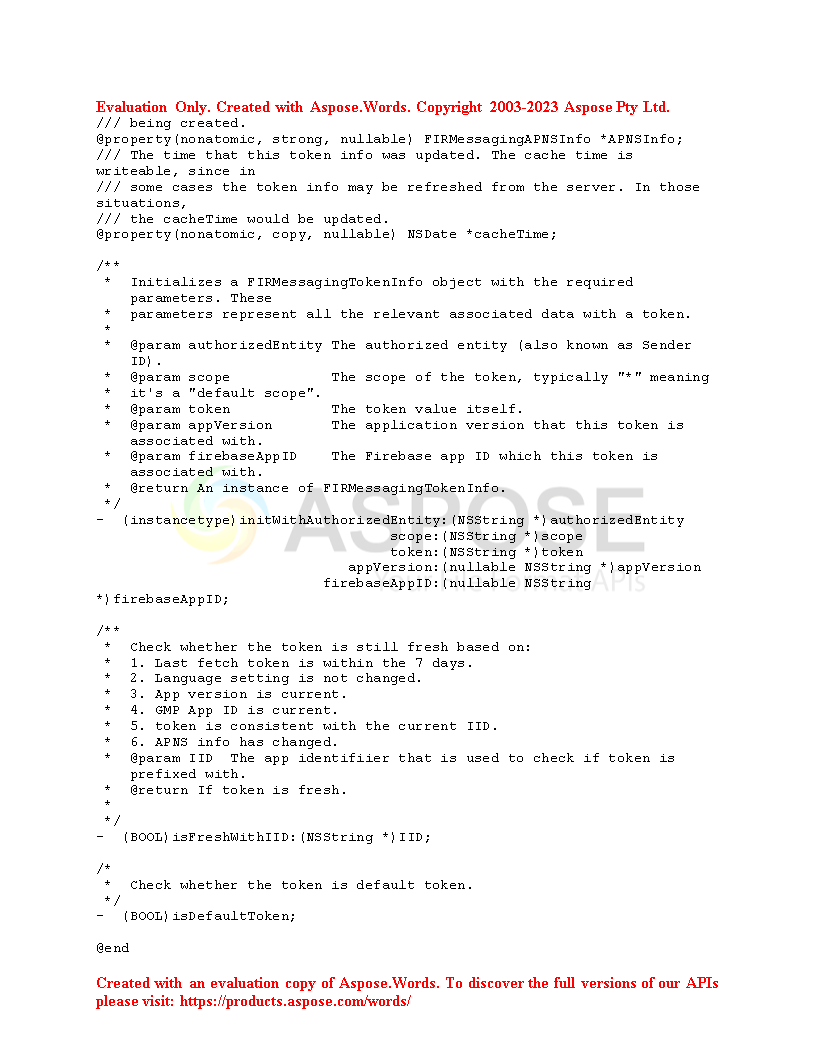 Evaluation Only. Created with Aspose.Words. Copyright 2003-2023 Aspose Pty Ltd.
/// being created.
@property(nonatomic, strong, nullable) FIRMessagingAPNSInfo *APNSInfo;
/// The time that this token info was updated. The cache time is
writeable, since in
/// some cases the token info may be refreshed from the server. In those
situations,
/// the cacheTime would be updated.
@property(nonatomic, copy, nullable) NSDate *cacheTime;
/**
* Initializes a FIRMessagingTokenInfo object with the required
parameters. These
* parameters represent all the relevant associated data with a token.
*
* @param authorizedEntity The authorized entity (also known as Sender
ID).
* @param scope The scope of the token, typically "*" meaning
* it's a "default scope".
* @param token The token value itself.
* @param appVersion The application version that this token is
associated with.
* @param firebaseAppID The Firebase app ID which this token is
associated with.
* @return An instance of FIRMessagingTokenInfo.
*/
ASPOSE
- (instancetype)initWithAuthorizedEntity:(NSString *)authorizedEntity
scope:(NSString *)scope
token:(NSString *)token
appVersion:(nullable NSString *)appVersion
firebaseAppID:(nullable NSString
APIs
*)firebaseAppID;
/**
* Check whether the token is still fresh based on:
* 1. Last fetch token is within the 7 days.
* 2. Language setting is not changed.
* 3. App version is current.
* 4. GMP App ID is current.
* 5. token is consistent with the current IID.
* 6. APNS info has changed.
* @param IID The app identifiier that is used to check if token is
prefixed with.
* @return If token is fresh.
*
*/
- (BOOL)isFreshWithIID:(NSString *)IID;
/*
* Check whether the token is default token.
*/
- (BOOL)isDefaultToken;
@end
Created with an evaluation copy of Aspose.Words. To discover the full versions of our APIs
please visit: https://products.aspose.com/words/